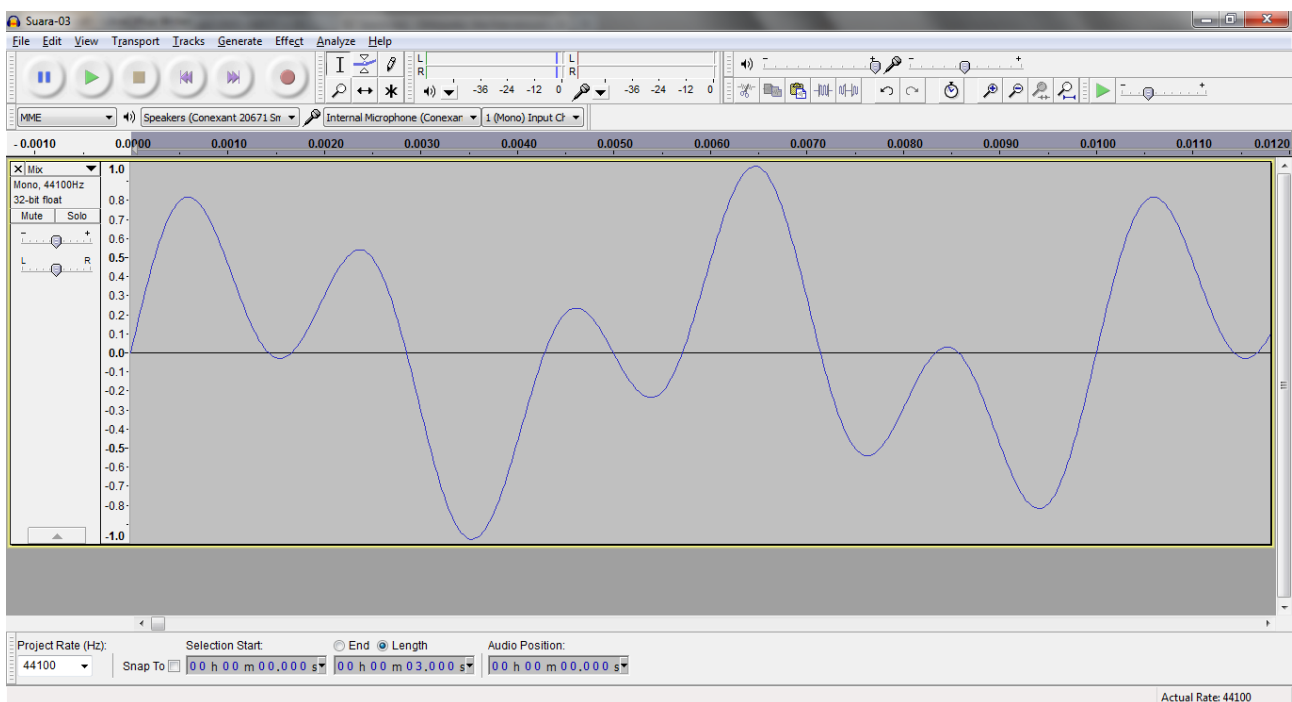 Suara-03
File Edit View Transport Tracks Generate Effect Analyze Help
L
R
-36 -24 -12 0
L
R
-36 -24 -12 0
- +
- +
- +
MME
Speakers (Conexant 20671 Sm
Internal Microphone (Conexan
1 (Mono) Input Ch
- 0.0010 0.0000 0.0010 0.0020 0.0030 0.0040 0.0050 0.0060 0.0070 0.0080 0.0090 0.0100 0.0110 0.0120
X Mix
Mono, 44100Hz
32-bit float
Mute Solo
- +
L R
1.0
0.8
0.7
0.6
0.5
0.4
0.3
0.2
0.1
0.0
-0.1
-0.2
-0.3
-0.4
-0.5
-0.6
-0.7
-0.8
-1.0
Project Rate (Hz): Selection Start: End Length Audio Position:
44100 Snap To 00 h 00 m 00.000 s 00 h 00 m 03.000 s 00 h 00 m 00.000 s
Actual Rate: 44100